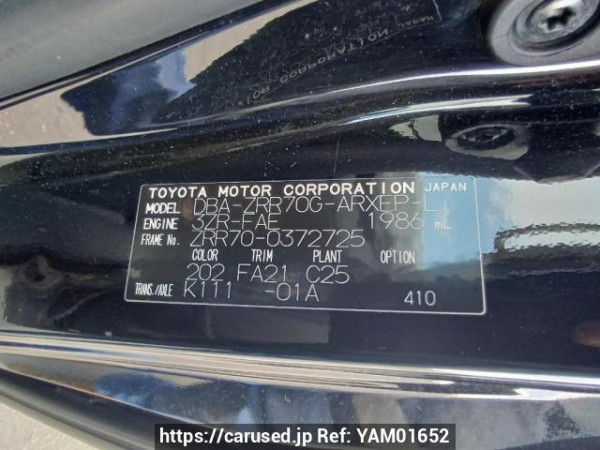 TOYOTA MOTOR CORPORATION JAPAN
MODEL DBA-ZRR70G-ARXEP-L
ENGINE 3ZR-FAE 1986 mL
FRAME No. ZRR70-0372725
COLOR TRIM PLANT OPTION
202 FA21 C25
TRANS./AXLE K111 -01A 410
https://carused.jp Ref: YAM01652